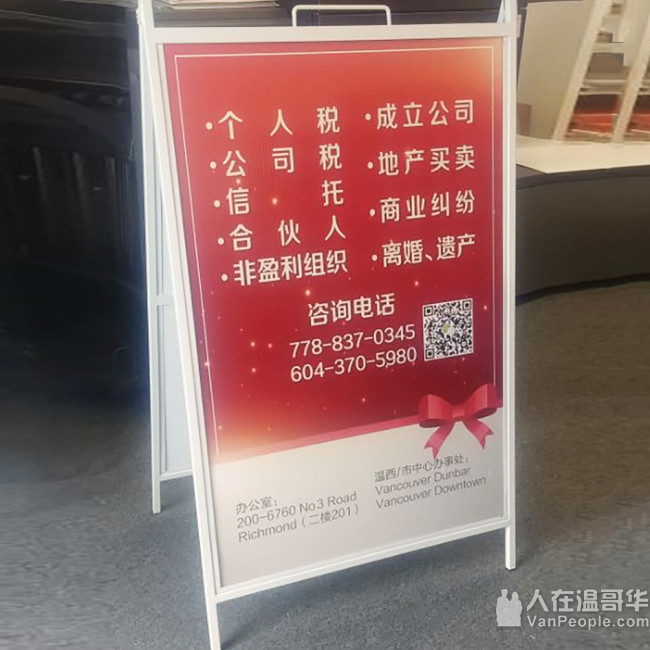 ·个人税
·公司税
·信托
·合伙人
·非盈利组织
·成立公司
·地产买卖
·商业纠纷
·离婚、遗产
咨询电话
778-837-0345
604-370-5980
办公室：
200-6760 No3 Road
Richmond（二楼201）
温西/市中心办事处：
Vancouver Dunbar
Vancouver Downtown
人在温哥华
VanPeople.com